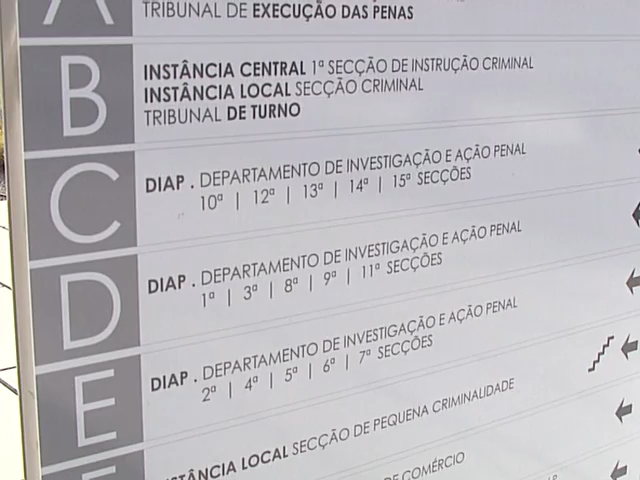 A
TRIBUNAL DE EXECUÇÃO DAS PENAS
B
INSTÂNCIA CENTRAL 1ª SECÇÃO DE INSTRUÇÃO CRIMINAL
INSTÂNCIA LOCAL SECÇÃO CRIMINAL
TRIBUNAL DE TURNO
C
DIAP . DEPARTAMENTO DE INVESTIGAÇÃO E AÇÃO PENAL
10ª | 12ª | 13ª | 14ª | 15ª SECÇÕES
D
DIAP . DEPARTAMENTO DE INVESTIGAÇÃO E AÇÃO PENAL
1ª | 3ª | 8ª | 9ª | 11ª SECÇÕES
E
DIAP . DEPARTAMENTO DE INVESTIGAÇÃO E AÇÃO PENAL
2ª | 4ª | 5ª | 6ª | 7ª SECÇÕES
INSTÂNCIA LOCAL SECÇÃO DE PEQUENA CRIMINALIDADE
DE COMÉRCIO